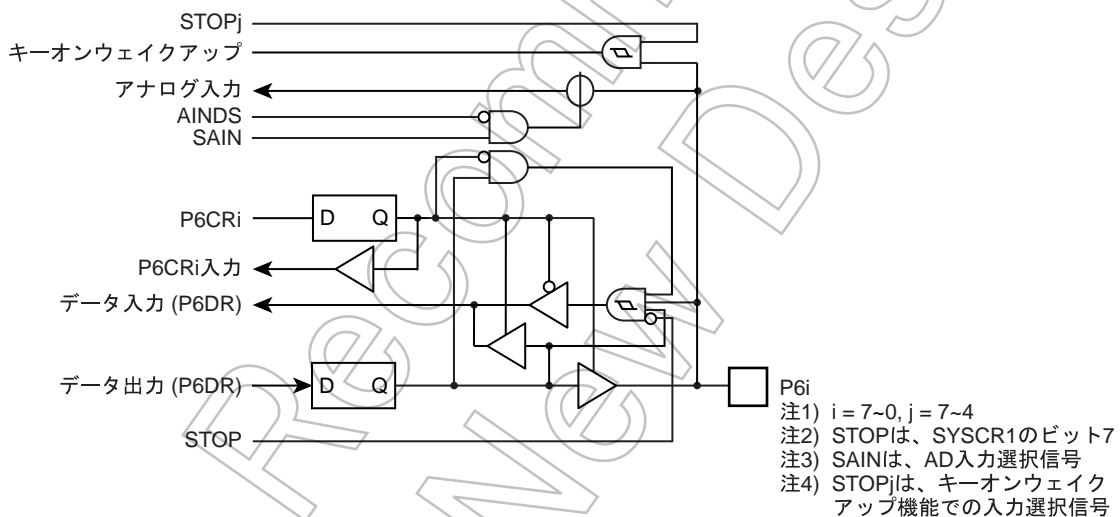 STOPj
キーオンウェイクアップ
アナログ入力
AINDS
SAIN
P6CRi
D Q
P6CRi入力
データ入力 (P6DR)
データ出力 (P6DR)
D Q
STOP
P6i
注1) i = 7~0, j = 7~4
注2) STOPは、SYSCR1のビット7
注3) SAINは、AD入力選択信号
注4) STOPjは、キーオンウェイク
アップ機能での入力選択信号
New Des